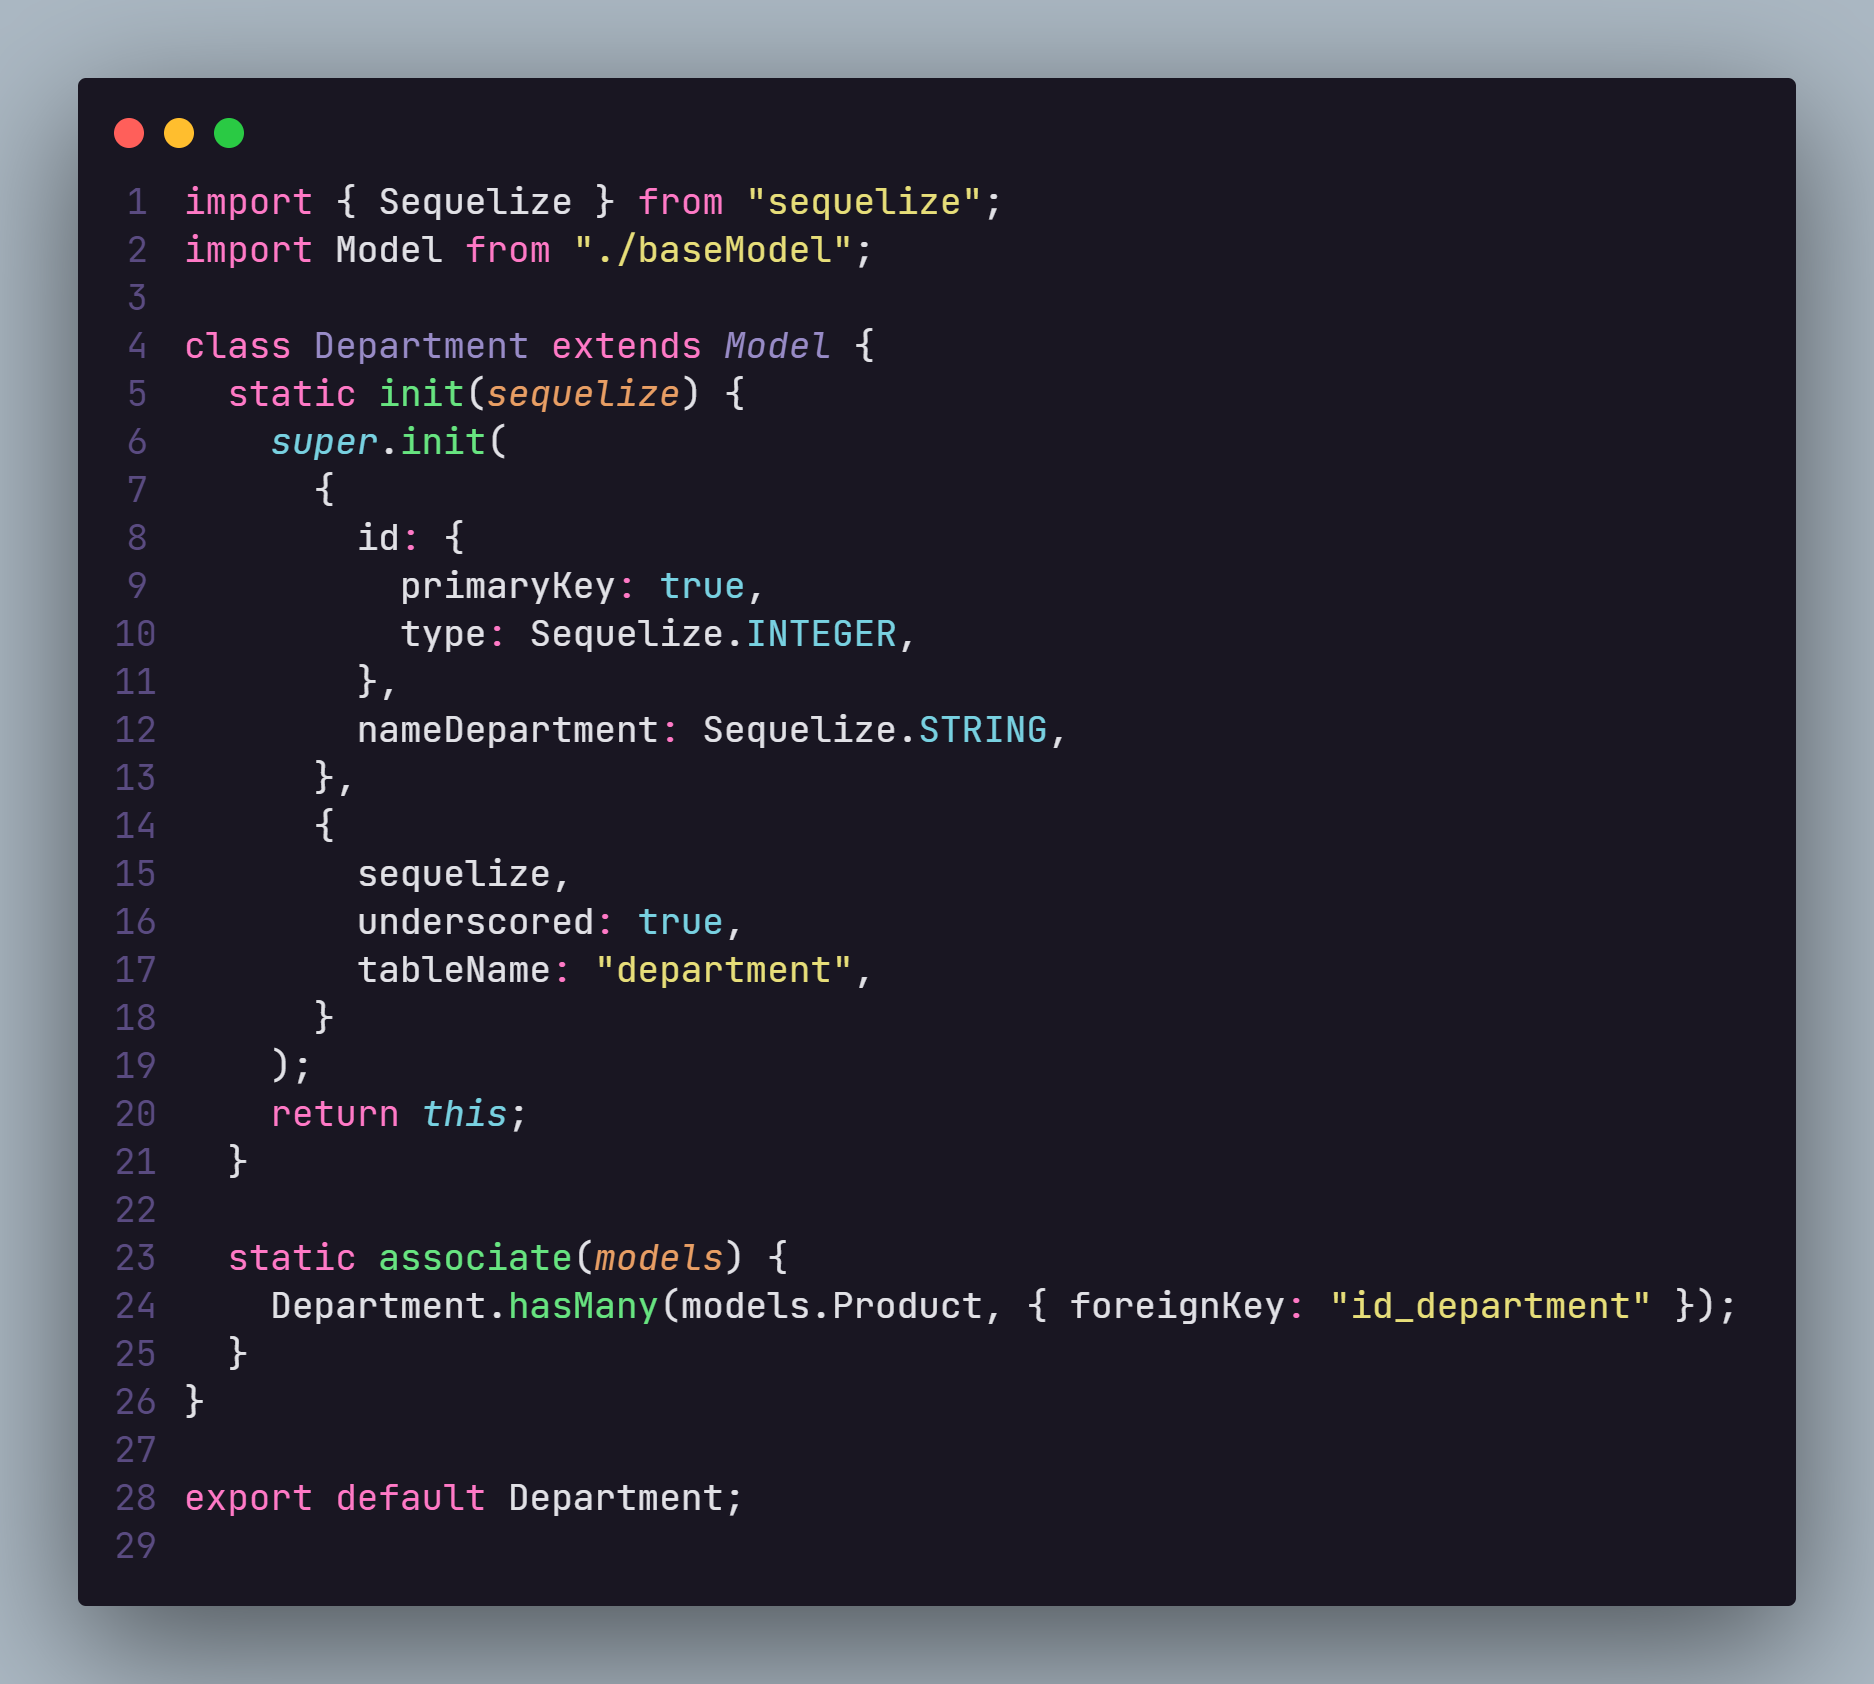 1 import { Sequelize } from "sequelize";
2 import Model from "./baseModel";
3
4 class Department extends Model {
5   static init(sequelize) {
6     super.init(
7       {
8         id: {
9           primaryKey: true,
10           type: Sequelize.INTEGER,
11         },
12         nameDepartment: Sequelize.STRING,
13       },
14       {
15         sequelize,
16         underscored: true,
17         tableName: "department",
18       }
19     );
20     return this;
21   }
22
23   static associate(models) {
24     Department.hasMany(models.Product, { foreignKey: "id_department" });
25   }
26 }
27
28 export default Department;
29